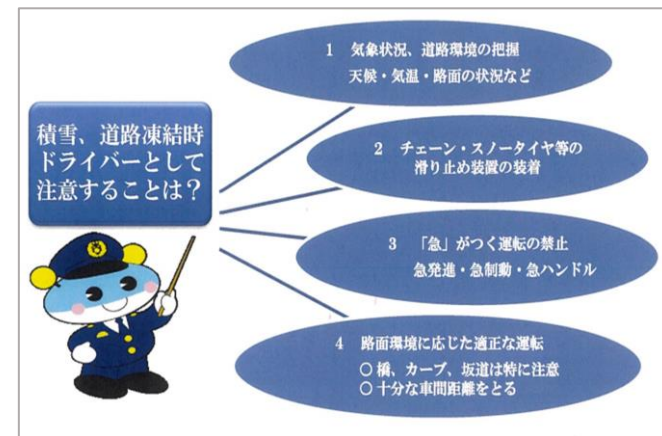 積雪、道路凍結時
ドライバーとして
注意することは？
1 気象状況、道路環境の把握
天候・気温・路面の状況など
2 チェーン・スノータイヤ等の
滑り止め装置の装着
3 「急」がつく運転の禁止
急発進・急制動・急ハンドル
4 路面環境に応じた適正な運転
○橋、カーブ、坂道は特に注意
○十分な車間距離をとる